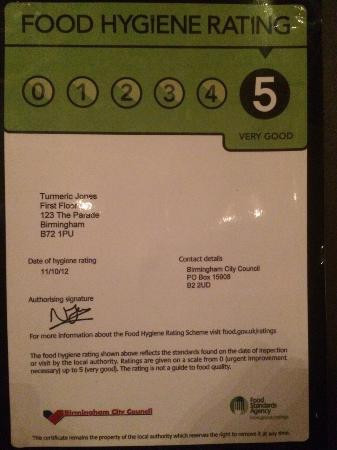 FOOD HYGIENE RATING
0 1 2 3 4 5
VERY GOOD
Turmeric Jones
First Floor
123 The Parade
Birmingham
B72 1PU
Date of hygiene rating
11/10/12
Contact details
Birmingham City Council
PO Box 15908
B2 2UD
Authorising signature
For more information about the Food Hygiene Rating Scheme visit food.gov.uk/ratings
The food hygiene rating shown above reflects the standards found on the date of inspection
or visit by the local authority. Ratings are given on a scale from 0 (urgent improvement
necessary) up to 5 (very good). The rating is not a guide to food quality.
Birmingham City Council
Food
Standards
Agency
food.gov.uk/ratings
This certificate remains the property of the local authority which reserves the right to remove it at any time.